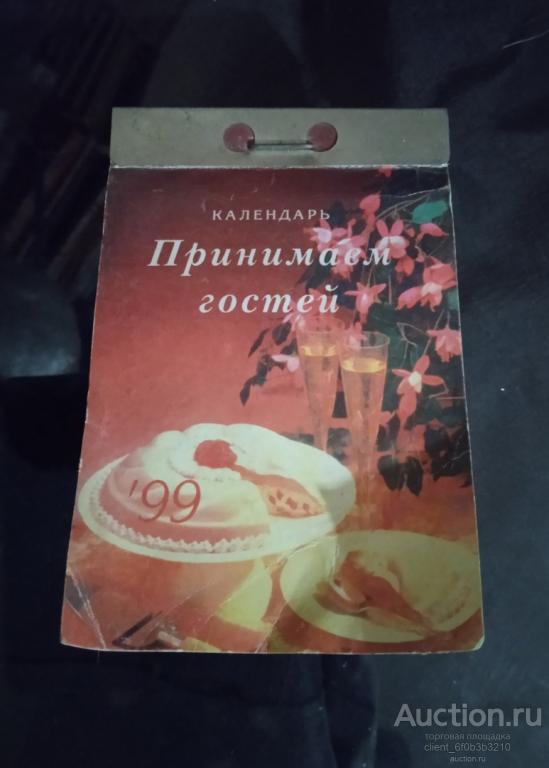 КАЛЕНДАРЬ
Принимаем
гостей
'99
Auction.ru
торговая площадка
client_6f0b3b3210
auction.ru